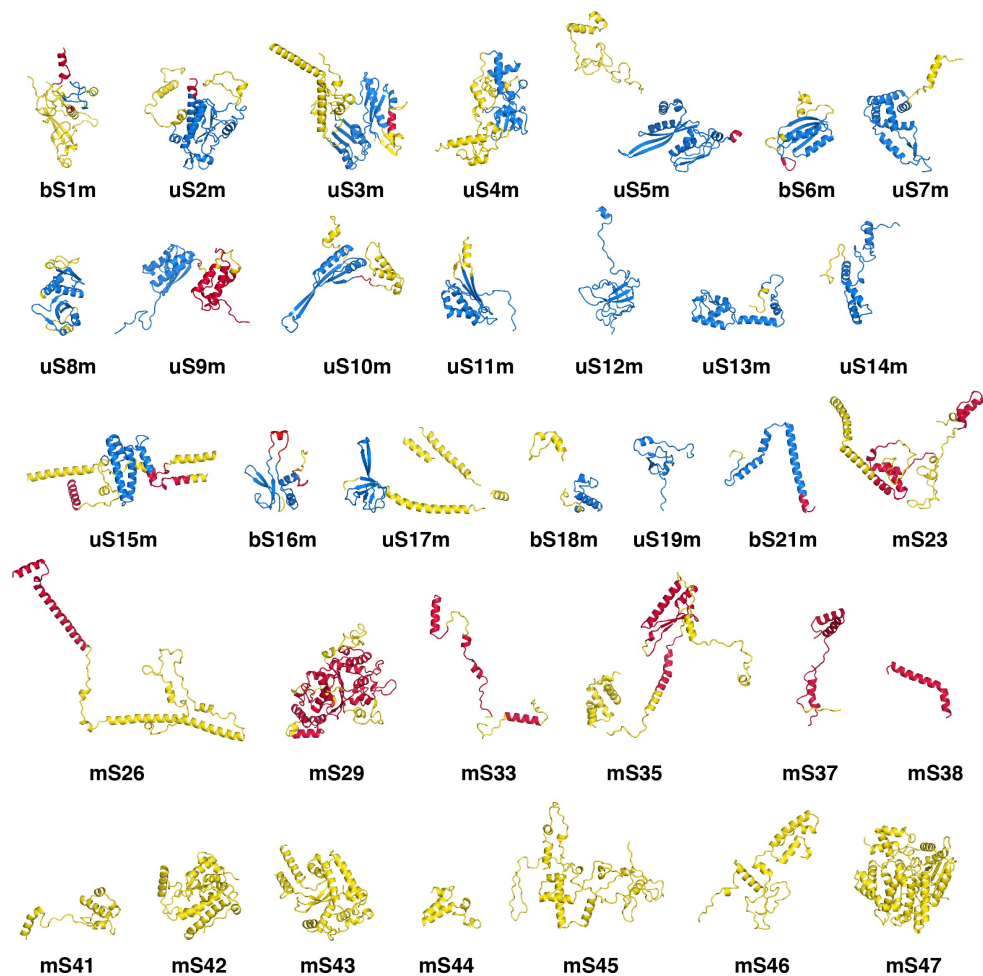 bS1m uS2m uS3m uS4m uS5m bS6m uS7m
uS8m uS9m uS10m uS11m uS12m uS13m uS14m
uS15m bS16m uS17m bS18m uS19m bS21m mS23
mS26 mS29 mS33 mS35 mS37 mS38
mS41 mS42 mS43 mS44 mS45 mS46 mS47